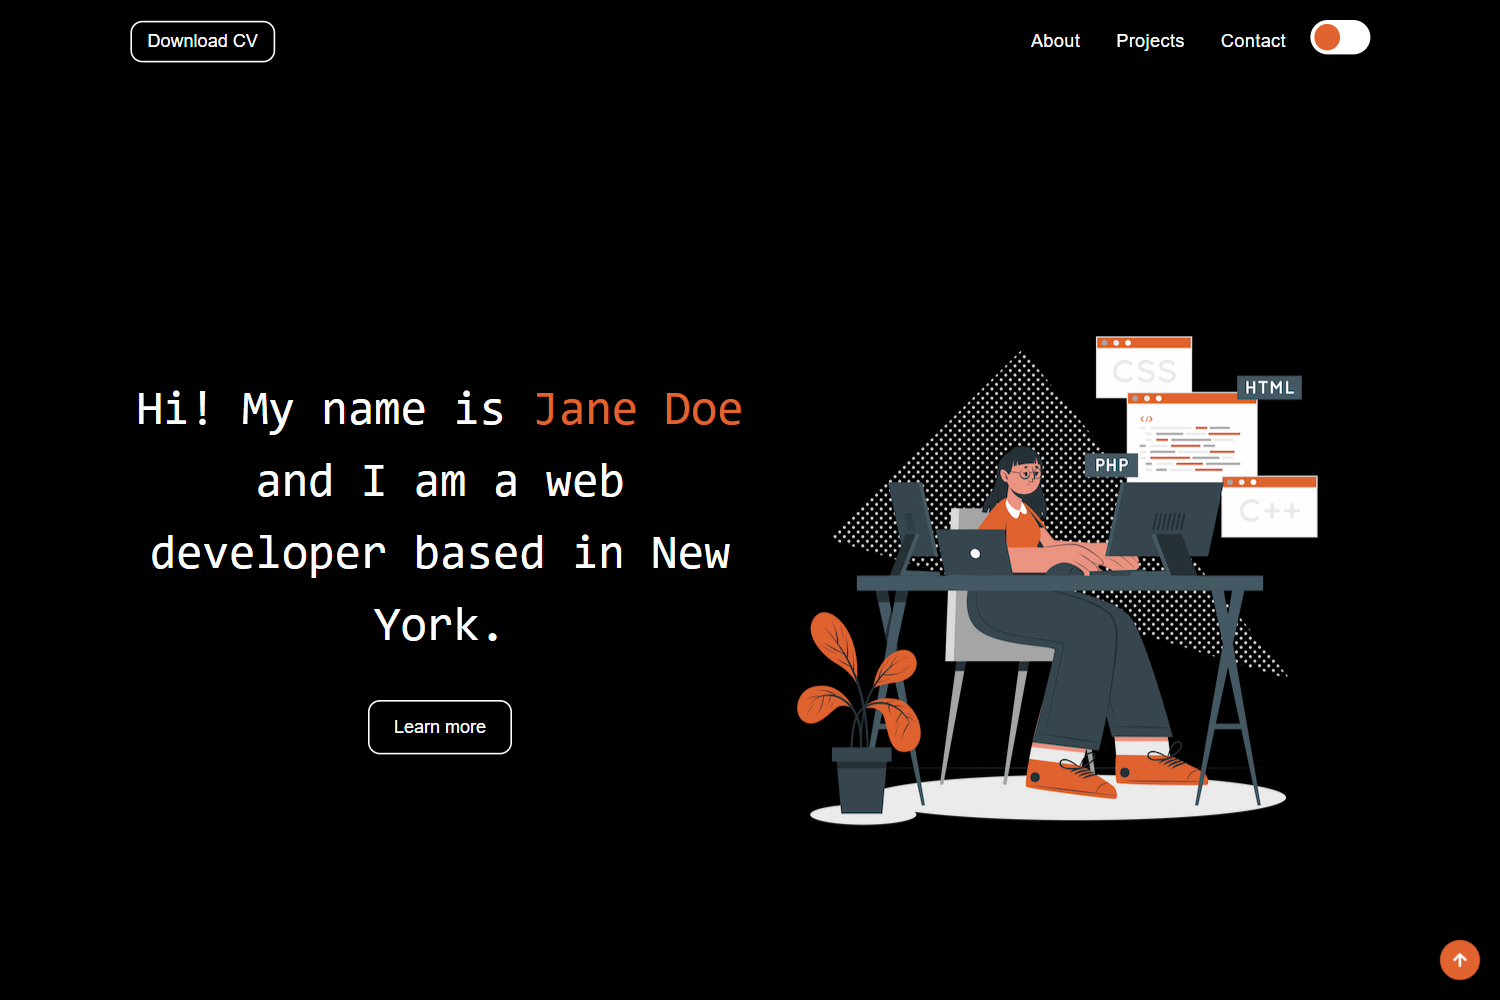 Download CV
About
Projects
Contact
Hi! My name is Jane Doe
and I am a web
developer based in New
York.
Learn more
CSS
HTML
</>
PHP
C++